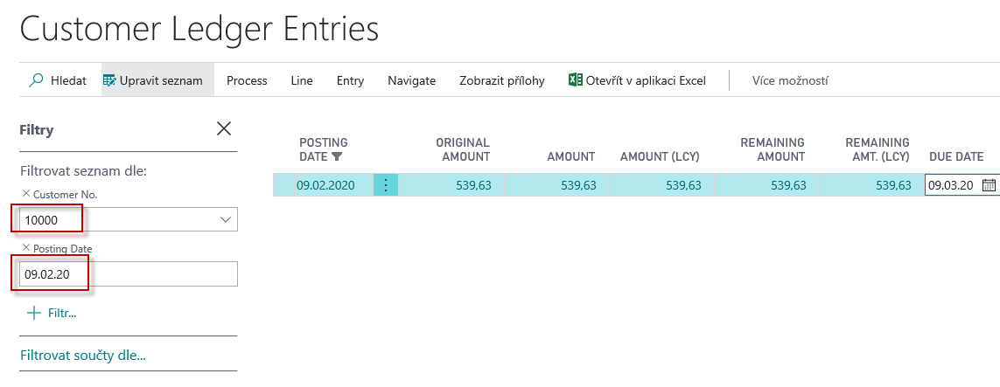 Customer Ledger Entries
Hledat Upravit seznam Process Line Entry Navigate Zobrazit přílohy Otevřít v aplikaci Excel Více možností
Filtry
Filtrovat seznam dle:
× Customer No.
10000
× Posting Date
09.02.20
+ Filtr...
Filtrovat součty dle...
POSTING ORIGINAL REMAINING REMAINING
DATE AMOUNT AMOUNT AMOUNT (LCY) AMOUNT AMT. (LCY) DUE DATE
09.02.2020 539,63 539,63 539,63 539,63 539,63 09.03.20